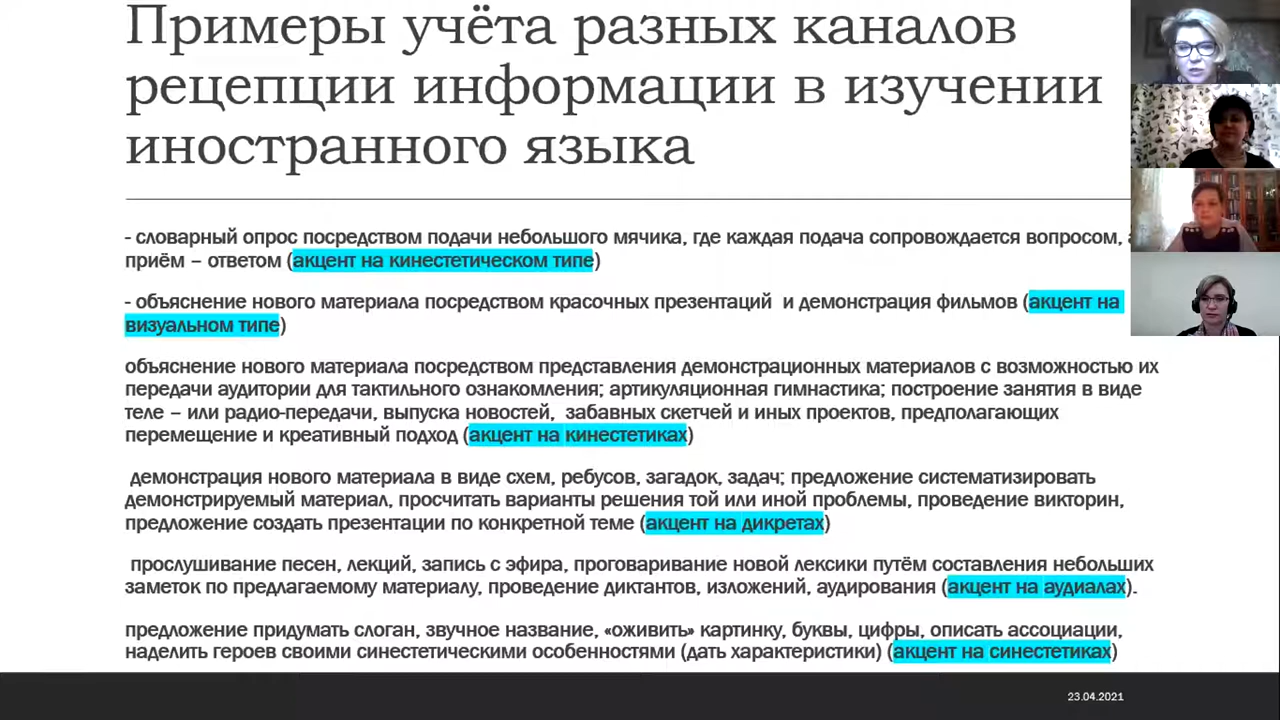 Примеры учёта разных каналов
рецепции информации в изучении
иностранного языка
- словарный опрос посредством подачи небольшого мячика, где каждая подача сопровождается вопросом,
приём – ответом (акцент на кинестетическом типе)
- объяснение нового материала посредством красочных презентаций и демонстрация фильмов (акцент на
визуальном типе)
объяснение нового материала посредством представления демонстрационных материалов с возможностью их
передачи аудитории для тактильного ознакомления; артикуляционная гимнастика; построение занятия в виде
теле – или радио-передачи, выпуска новостей, забавных скетчей и иных проектов, предполагающих
перемещение и креативный подход (акцент на кинестетиках)
демонстрация нового материала в виде схем, ребусов, загадок, задач; предложение систематизировать
демонстрируемый материал, просчитать варианты решения той или иной проблемы, проведение викторин,
предложение создать презентации по конкретной теме (акцент на дикретах)
прослушивание песен, лекций, запись с эфира, проговаривание новой лексики путём составления небольших
заметок по предлагаемому материалу, проведение диктантов, изложений, аудирования (акцент на аудиалах).
предложение придумать слоган, звучное название, «оживить» картинку, буквы, цифры, описать ассоциации,
наделить героев своими синестетическими особенностями (дать характеристики) (акцент на синестетиках)
23.04.2021